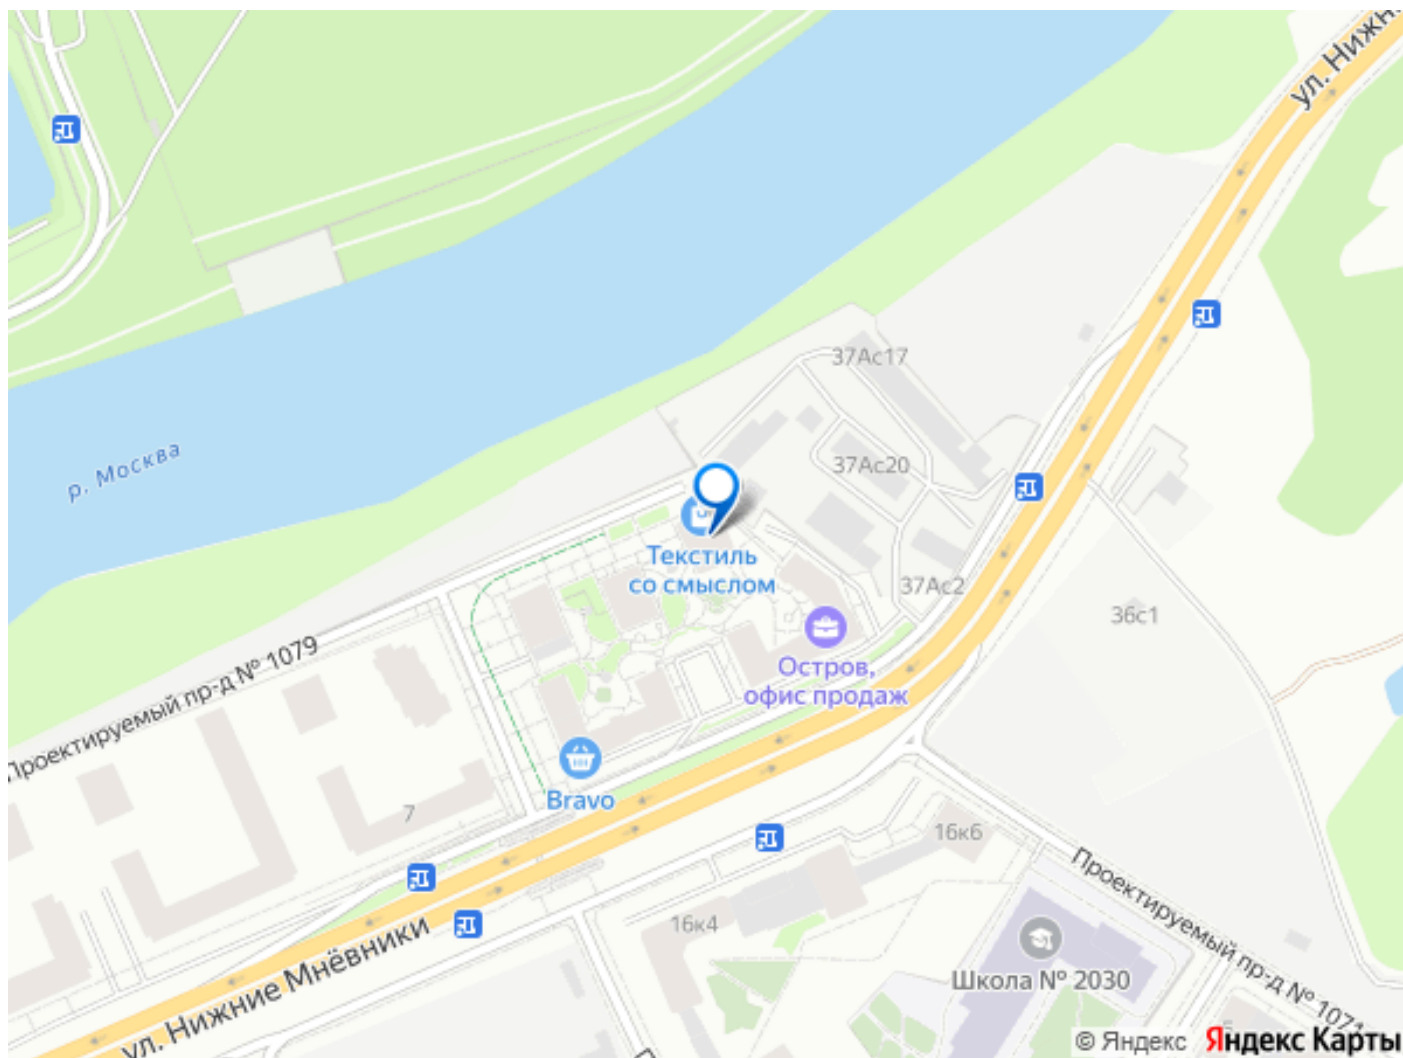 ул. Нижн
р. Москва
37Ас17
37Ас20
Текстиль
со смыслом
37Ас2
36с1
Остров,
офис продаж
Проектируемый пр-д № 1079
Bravo
7
16к6
Проектируемый пр-д № 1071
16к4
ул. Нижние Мнёвники
Школа № 2030
© Яндекс Яндекс Карты